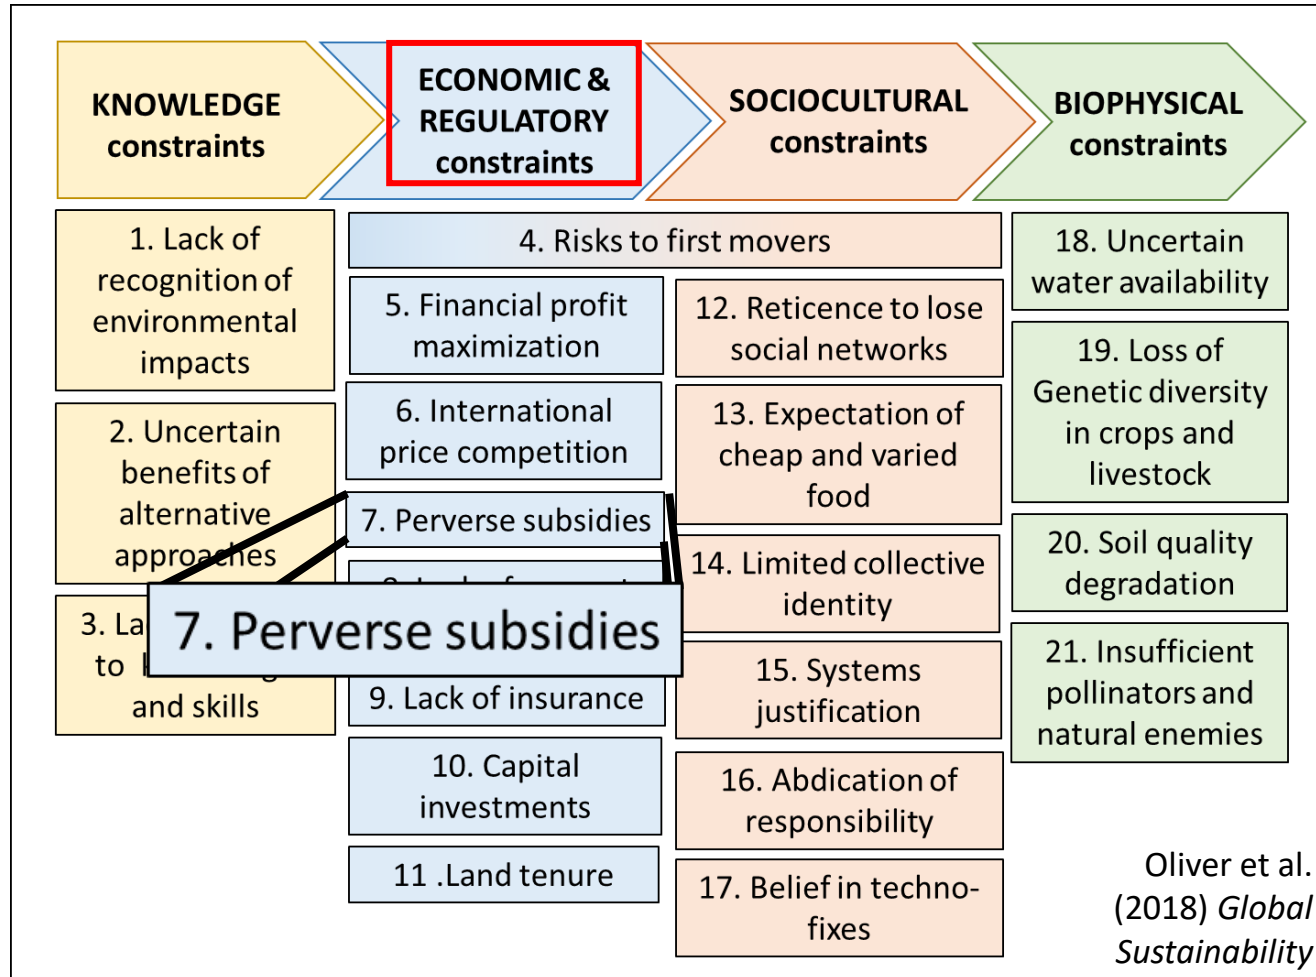 KNOWLEDGE
constraints
ECONOMIC &
REGULATORY
constraints
SOCIOCULTURAL
constraints
BIOPHYSICAL
constraints
1. Lack of
recognition of
environmental
impacts
2. Uncertain
benefits of
alternative
approaches
3. 
to
and skills
4. Risks to first movers
5. Financial profit
maximization
6. International
price competition
7. Perverse subsidies
7. Perverse subsidies
9. Lack of insurance
10. Capital
investments
11 .Land tenure
12. Reticence to lose
social networks
13. Expectation of
cheap and varied
food
14. Limited collective
identity
15. Systems
justification
16. Abdication of
responsibility
17. Belief in techno-
fixes
18. Uncertain
water availability
19. Loss of
Genetic diversity
in crops and
livestock
20. Soil quality
degradation
21. Insufficient
pollinators and
natural enemies
Oliver et al.
(2018) Global
Sustainability